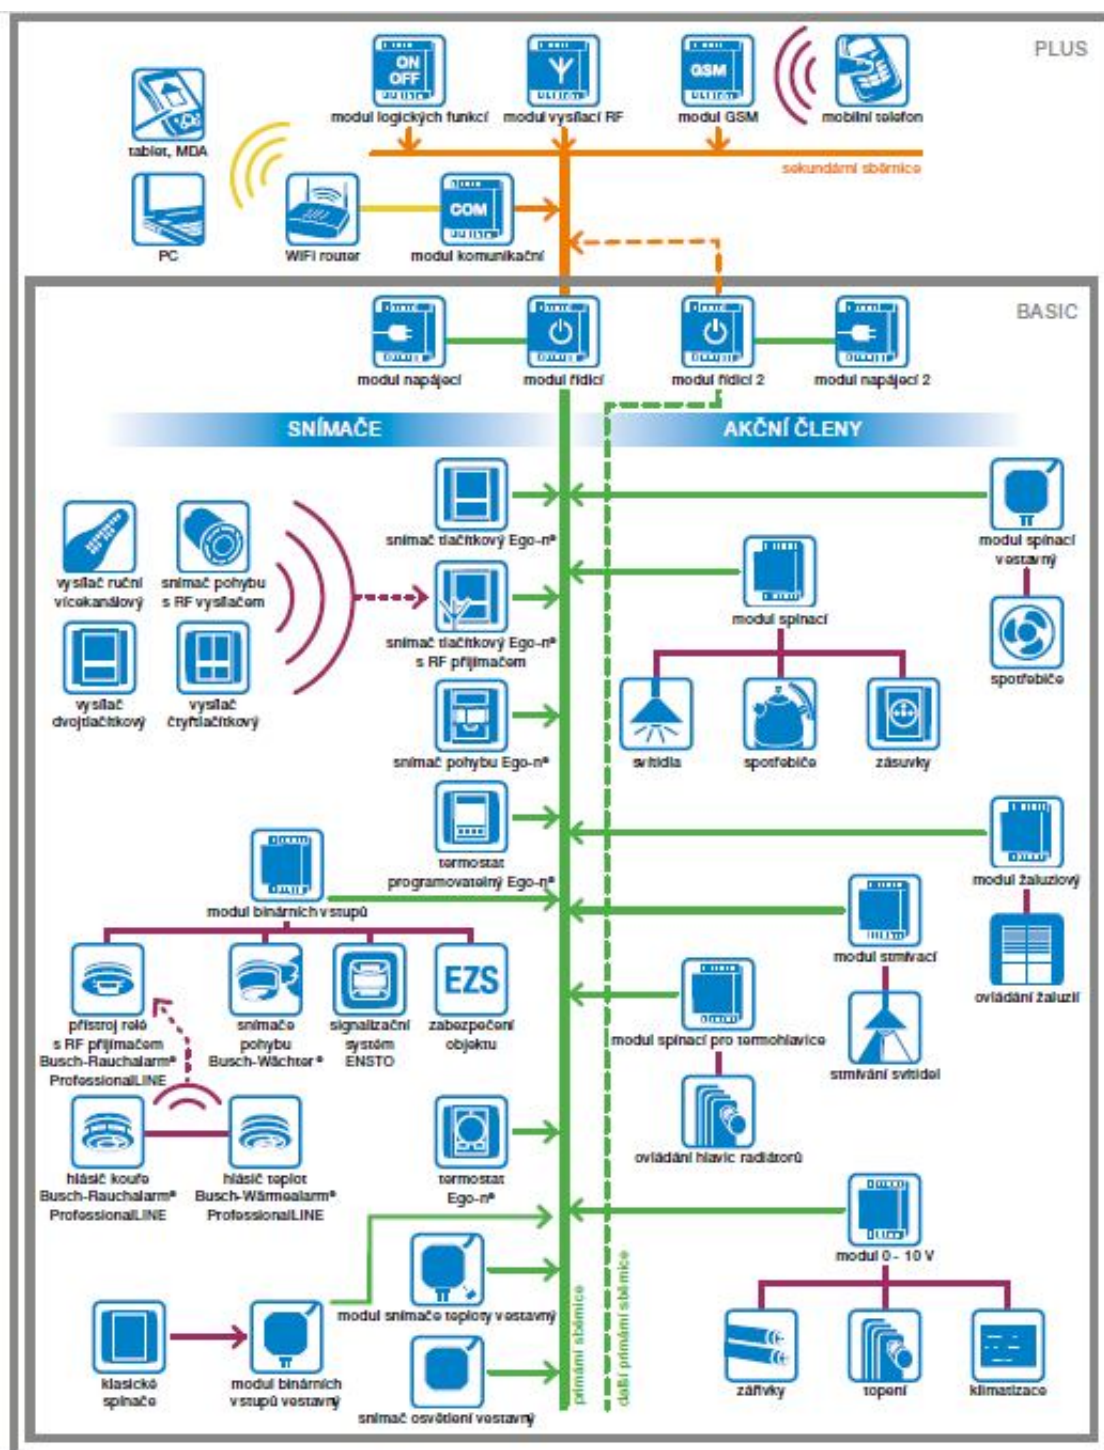 PLUS
ON
OFF
GSM
modul logických funkcí
modul vysílací RF
modul GSM
mobilní telefon
tablet, MDA
sekundární sběrnice
COM
PC
WIFI router
modul komunikační
BASIC
modul napájecí
modul řídicí
modul řídicí 2
modul napájecí 2
SNÍMAČE
AKČNÍ ČLENY
snímač tlačítkový Ego-n®
modul spínací
vestavný
vysílač ruční
vícekanálový
snímač pohybu
s RF vysílačem
modul spínací
snímač tlačítkový Ego-n®
s RF přijímačem
spotřebiče
vysílač
dvojtlačítkový
vysílač
čtyřtlačítkový
snímač pohybu Ego-n®
svítidla
spotřebiče
zásuvky
termostat
programovatelný Ego-n®
modul žaluziový
modul binárních vstupů
modul stmívací
EZS
ovládání žaluzií
přístroj relé
s RF přijímačem
Busch-Rauchalarm®
ProfessionalLINE
snímače
pohybu
Busch-Wächter®
signalizační
systém
ENSTO
zabezpečení
objektu
modul spínací pro termohlavice
stmívání svítidel
ovládání hlavic radiátorů
hlásič kouře
Busch-Rauchalarm®
ProfessionalLINE
hlásič teplot
Busch-Wärmealarm®
ProfessionalLINE
termostat
Ego-n®
modul 0 - 10 V
modul snímače teploty vestavný
primární sběrnice
další primární sběrnice
klasické
spínače
modul binárních
vstupů vestavný
snímač osvětlení vestavný
zářivky
topení
klimatizace